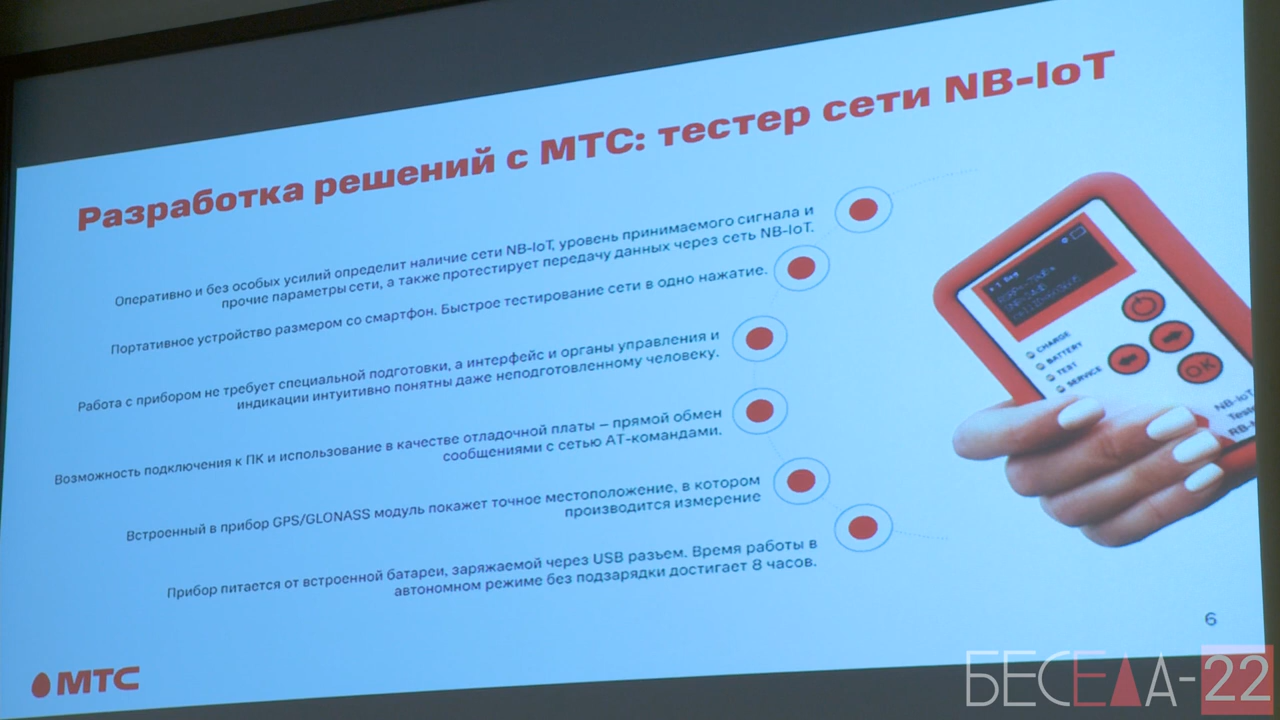 Разработка решений с МТС: тестер сети NB-IoT
Оперативно и без особых усилий определит наличие сети NB-IoT, уровень принимаемого сигнала и
прочие параметры сети, а также протестирует передачу данных через сеть NB-IoT.
Портативное устройство размером со смартфон. Быстрое тестирование сети в одно нажатие.
Работа с прибором не требует специальной подготовки, а интерфейс и органы управления и
индикации интуитивно понятны даже неподготовленному человеку.
Возможность подключения к ПК и использование в качестве отладочной платы – прямой обмен
сообщениями с сетью АТ-командами.
Встроенный в прибор GPS/GLONASS модуль покажет точное местоположение, в котором
производится измерение
Прибор питается от встроенной батареи, заряжаемой через USB разъем. Время работы в
автономном режиме без подзарядки достигает 8 часов.
CHARGE
BATTERY
TEST
SERVICE
OK
NB-IoT
6
МТС
БЕСЕДА-22